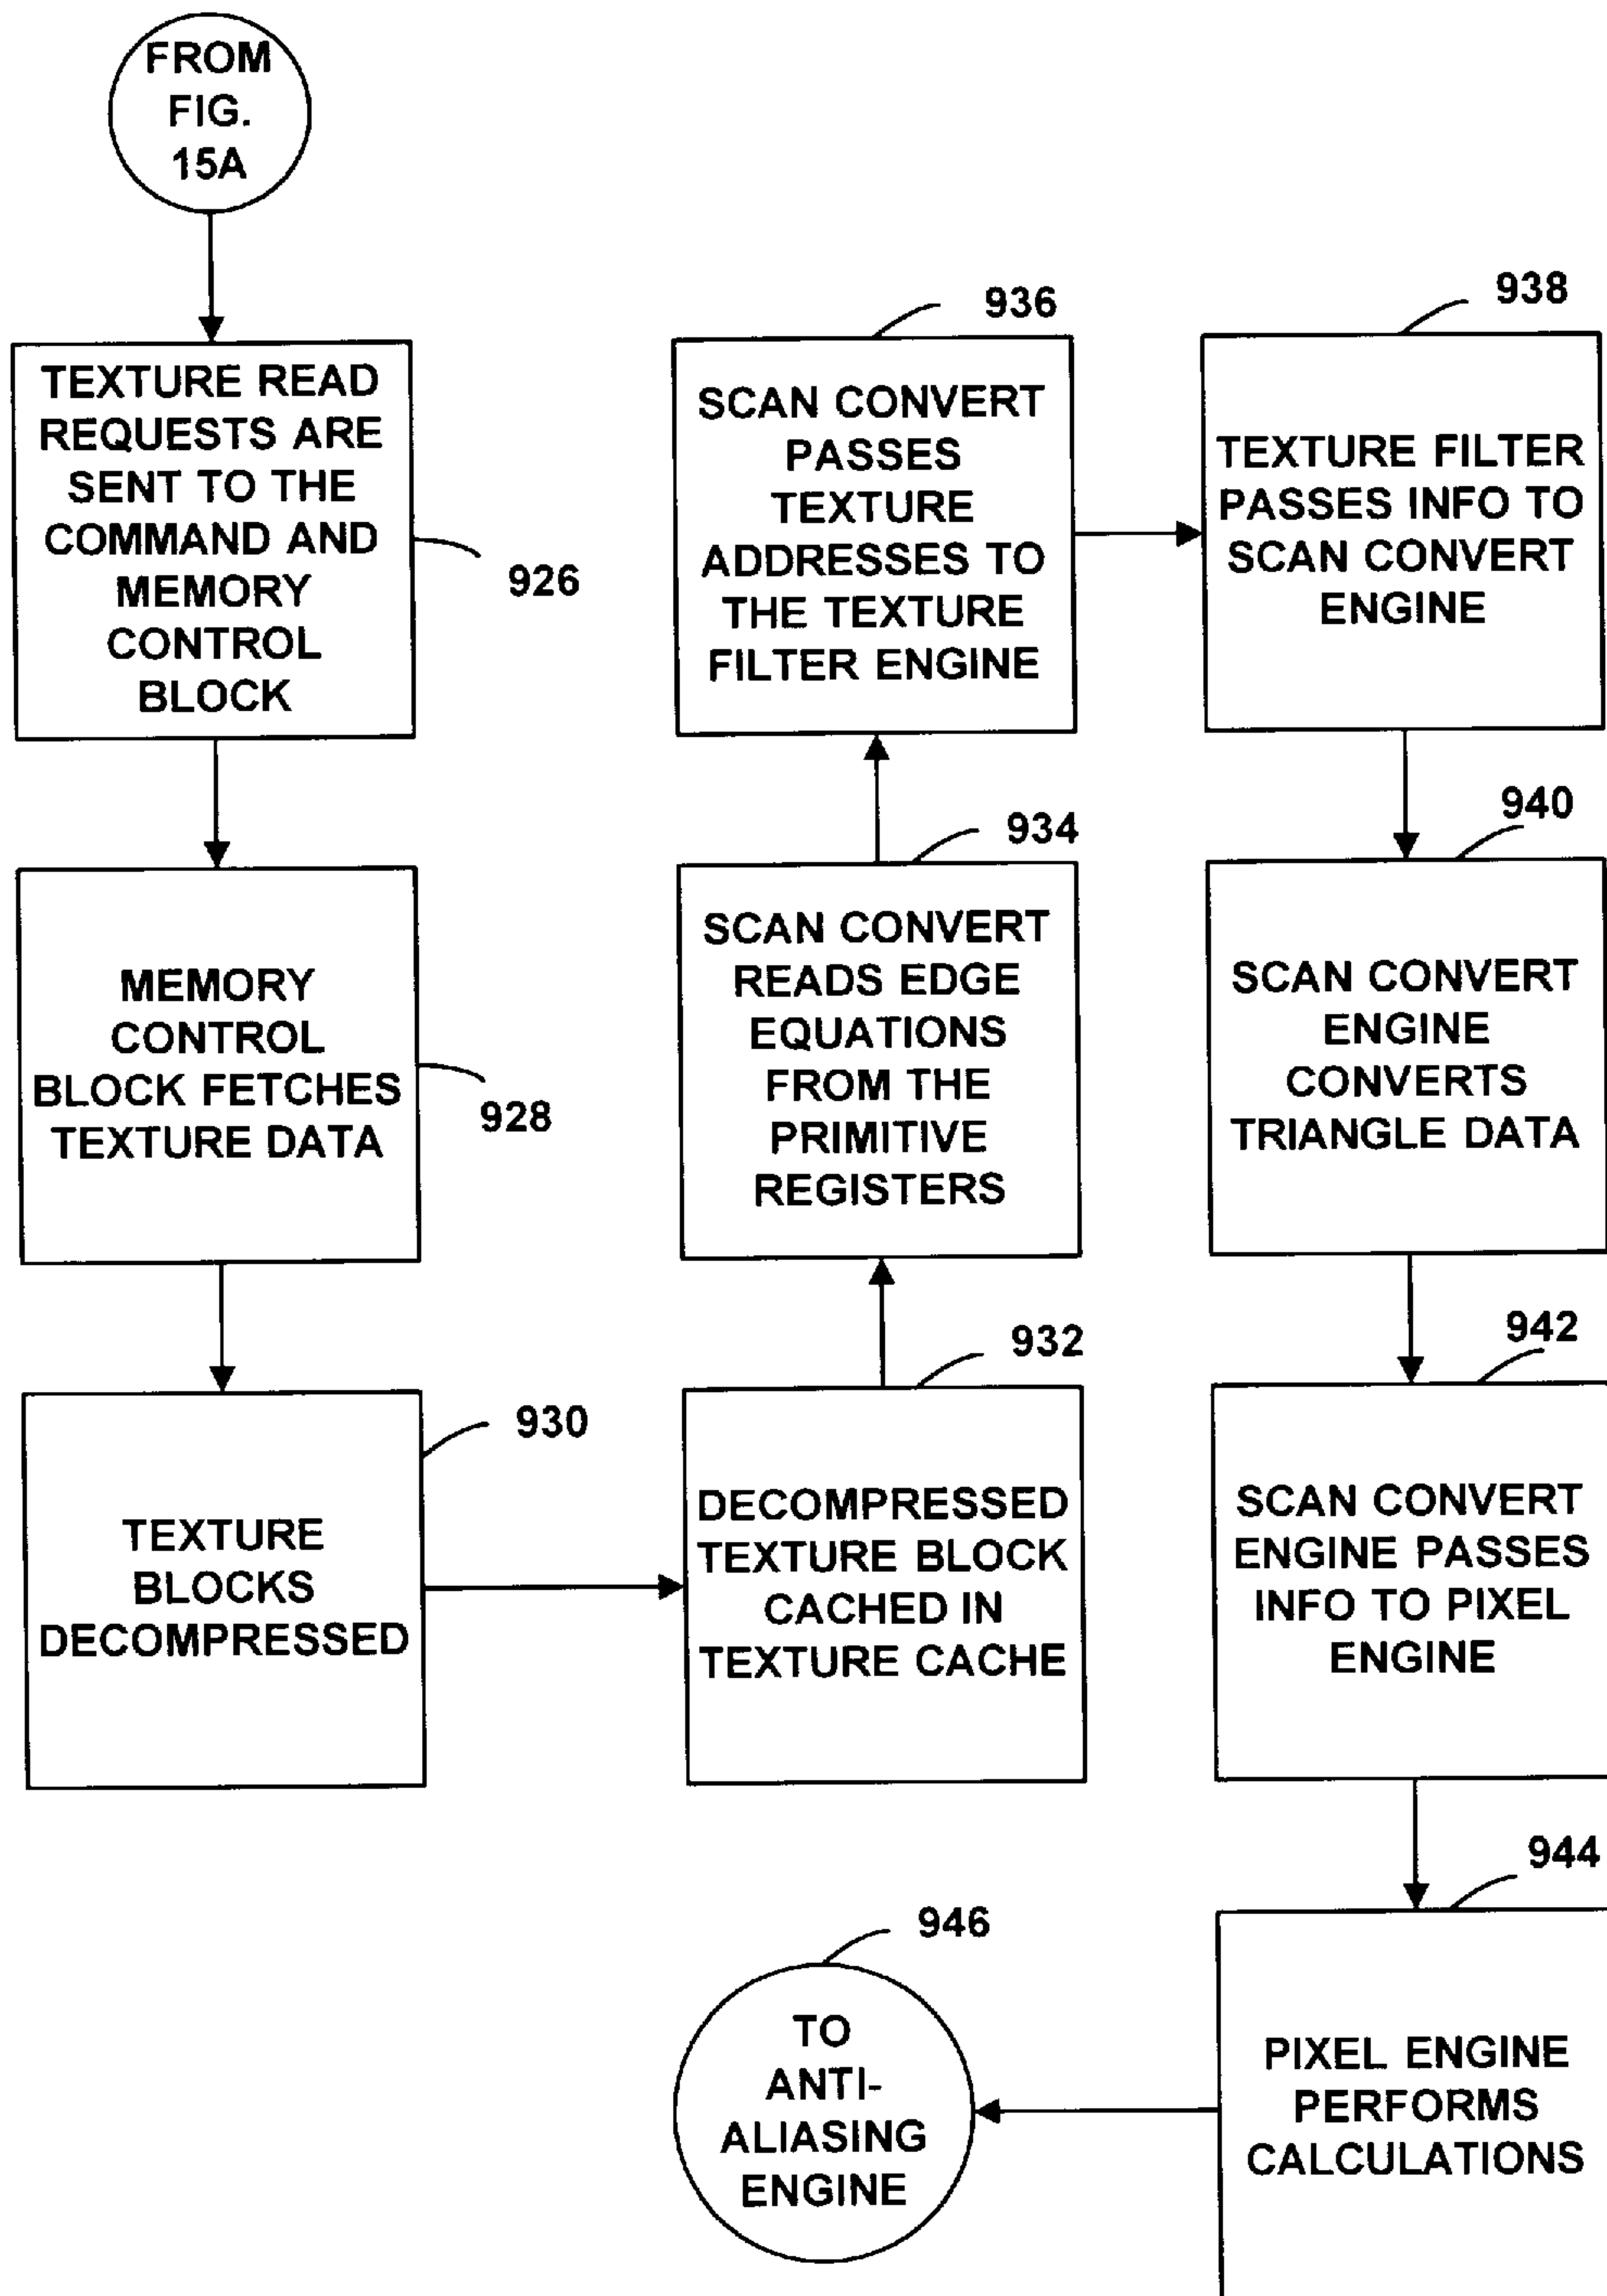 FROM
FIG.
15A
TEXTURE READ
REQUESTS ARE
SENT TO THE
COMMAND AND
MEMORY
CONTROL
BLOCK
926
MEMORY
CONTROL
BLOCK FETCHES
TEXTURE DATA
928
TEXTURE
BLOCKS
DECOMPRESSED
930
932
DECOMPRESSED
TEXTURE BLOCK
CACHED IN
TEXTURE CACHE
934
SCAN CONVERT
READS EDGE
EQUATIONS
FROM THE
PRIMITIVE
REGISTERS
936
SCAN CONVERT
PASSES
TEXTURE
ADDRESSES TO
THE TEXTURE
FILTER ENGINE
938
TEXTURE FILTER
PASSES INFO TO
SCAN CONVERT
ENGINE
940
SCAN CONVERT
ENGINE
CONVERTS
TRIANGLE DATA
942
SCAN CONVERT
ENGINE PASSES
INFO TO PIXEL
ENGINE
944
PIXEL ENGINE
PERFORMS
CALCULATIONS
946
TO
ANTI-
ALIASING
ENGINE